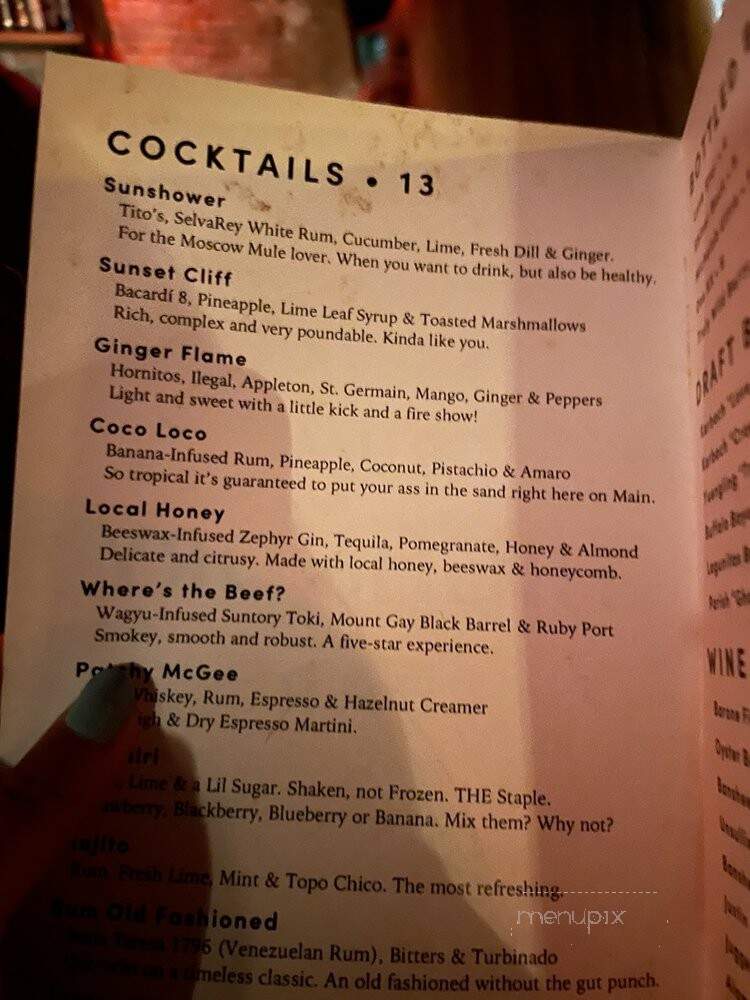 COCKTAILS • 13
Sunshower
Tito's, SelvaRey White Rum, Cucumber, Lime, Fresh Dill & Ginger.
For the Moscow Mule lover. When you want to drink, but also be healthy.
Sunset Cliff
Bacardí 8, Pineapple, Lime Leaf Syrup & Toasted Marshmallows
Rich, complex and very poundable. Kinda like you.
Ginger Flame
Hornitos, Ilegal, Appleton, St. Germain, Mango, Ginger & Peppers
Light and sweet with a little kick and a fire show!
Coco Loco
Banana-Infused Rum, Pineapple, Coconut, Pistachio & Amaro
So tropical it's guaranteed to put your ass in the sand right here on Main.
Local Honey
Beeswax-Infused Zephyr Gin, Tequila, Pomegranate, Honey & Almond
Delicate and citrusy. Made with local honey, beeswax & honeycomb.
Where's the Beef?
Wagyu-Infused Suntory Toki, Mount Gay Black Barrel & Ruby Port
Smokey, smooth and robust. A five-star experience.
McGee
Whiskey, Rum, Espresso & Hazelnut Creamer
& Dry Espresso Martini.
Lime & a Lil Sugar. Shaken, not Frozen. THE Staple.
Blackberry, Blueberry or Banana. Mix them? Why not?
Rum, Fresh Lime, Mint & Topo Chico. The most refreshing.
Rum Old Fashioned
1796 (Venezuelan Rum), Bitters & Turbinado
timeless classic. An old fashioned without the gut punch.
BOTTLED
DRAFT
WINE
menupix